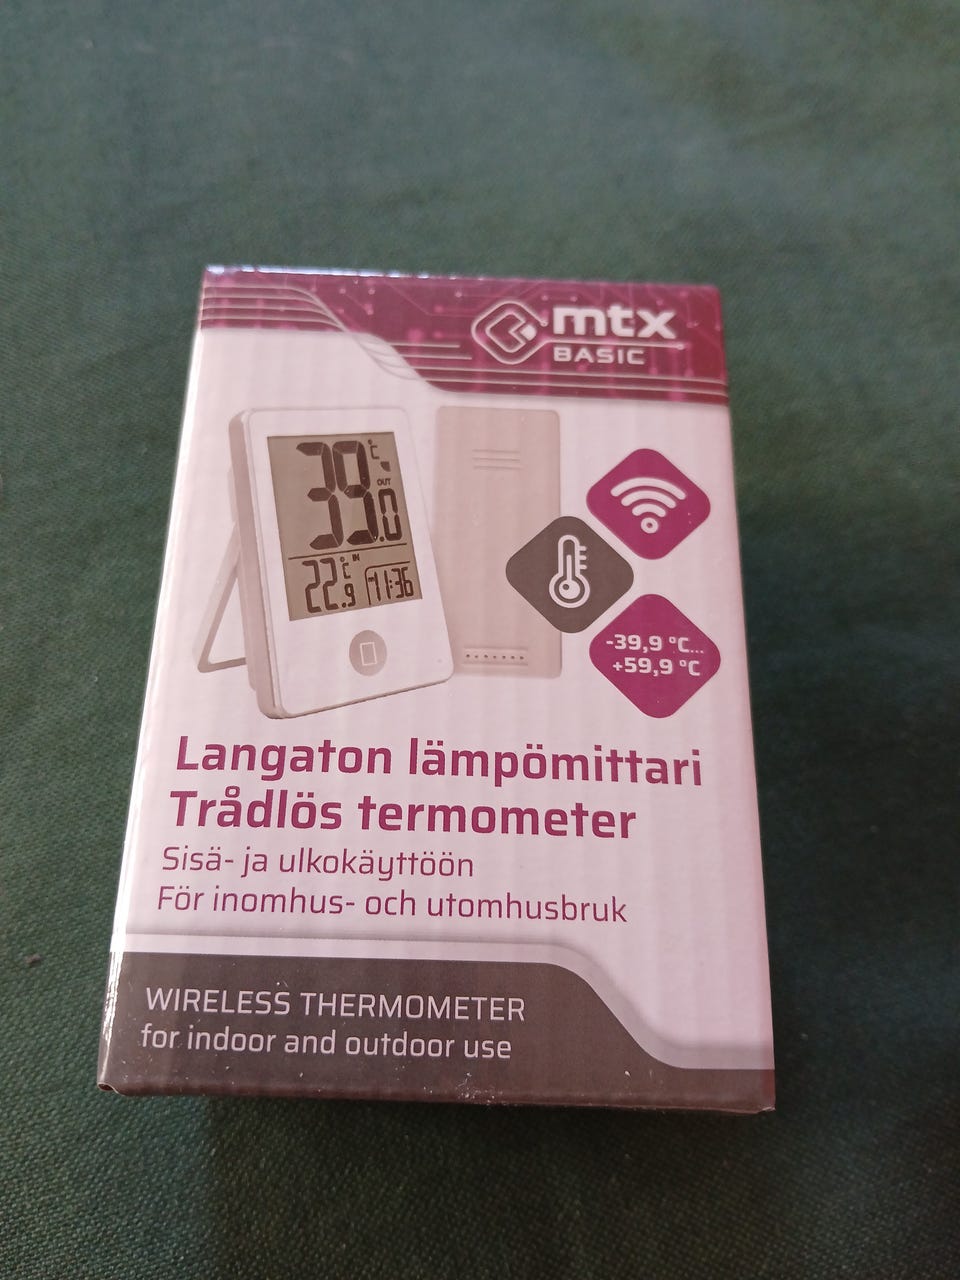 mtx
BASIC
39.0 °C
OUT
IN
22.9 °C
11:36
-39,9 °C...
+59,9 °C
Langaton lämpömittari
Trådlös termometer
Sisä- ja ulkokäyttöön
För inomhus- och utomhusbruk
WIRELESS THERMOMETER
for indoor and outdoor use